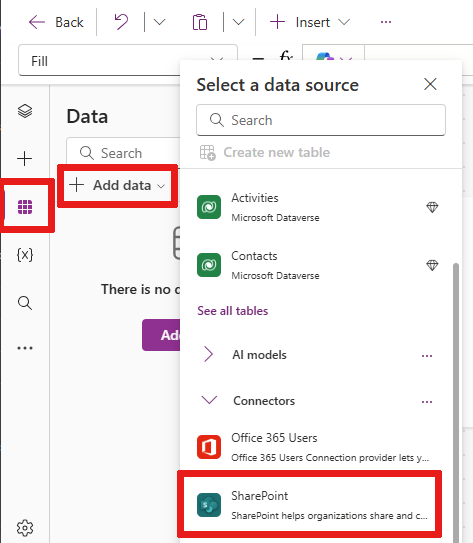 Back
Insert
Fill
= fx
Select a data source
Data
Search
Search
Create new table
Add data
Activities
Microsoft Dataverse
{x}
Contacts
Microsoft Dataverse
There is no
See all tables
AI models
Connectors
Office 365 Users
Office 365 Users Connection provider lets y...
SharePoint
SharePoint helps organizations share and c...